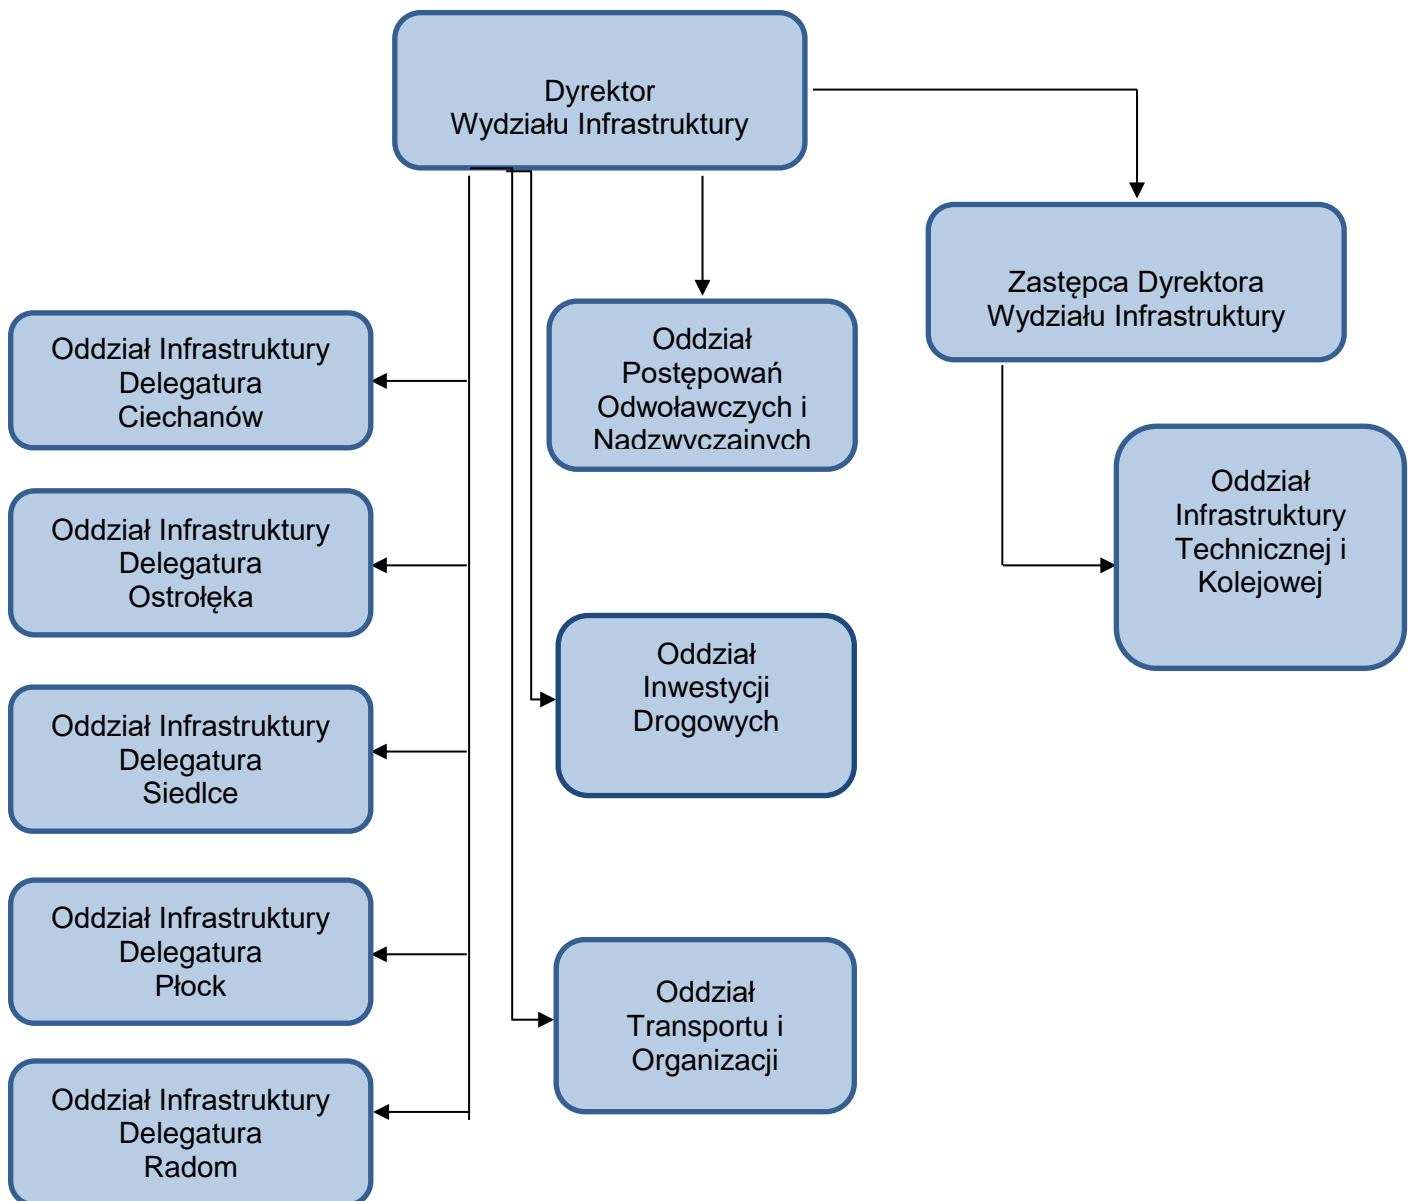 Dyrektor
Wydziału Infrastruktury
Zastępca Dyrektora
Wydziału Infrastruktury
Oddział Infrastruktury
Delegatura
Ciechanów
Oddział
Postępowań
Odwoławczych i
Nadzwyczajnych
Oddział
Infrastruktury
Technicznej i
Kolejowej
Oddział Infrastruktury
Delegatura
Ostrołęka
Oddział
Inwestycji
Drogowych
Oddział Infrastruktury
Delegatura
Siedlce
Oddział Infrastruktury
Delegatura
Płock
Oddział
Transportu i
Organizacji
Oddział Infrastruktury
Delegatura
Radom